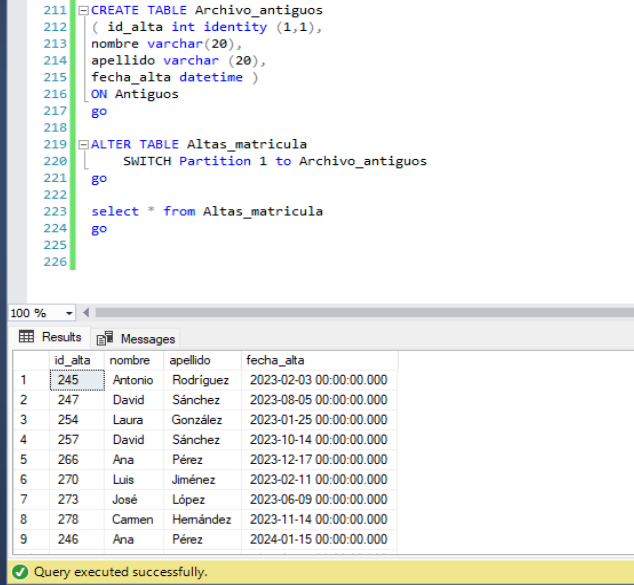 211 CREATE TABLE Archivo_antiguos
212 ( id_alta int identity (1,1),
213 nombre varchar(20),
214 apellido varchar (20),
215 fecha_alta datetime )
216 ON Antiguos
217 go
218
219 ALTER TABLE Altas_matricula
220 SWITCH Partition 1 to Archivo_antiguos
221 go
222
223 select * from Altas_matricula
224 go
225
226
100 %
Results Messages
id_alta nombre apellido fecha_alta
1 245 Antonio Rodríguez 2023-02-03 00:00:00.000
2 247 David Sánchez 2023-08-05 00:00:00.000
3 254 Laura González 2023-01-25 00:00:00.000
4 257 David Sánchez 2023-10-14 00:00:00.000
5 266 Ana Pérez 2023-12-17 00:00:00.000
6 270 Luis Jiménez 2023-02-11 00:00:00.000
7 273 José López 2023-06-09 00:00:00.000
8 278 Carmen Hernández 2023-11-14 00:00:00.000
9 246 Ana Pérez 2024-01-15 00:00:00.000
Query executed successfully.